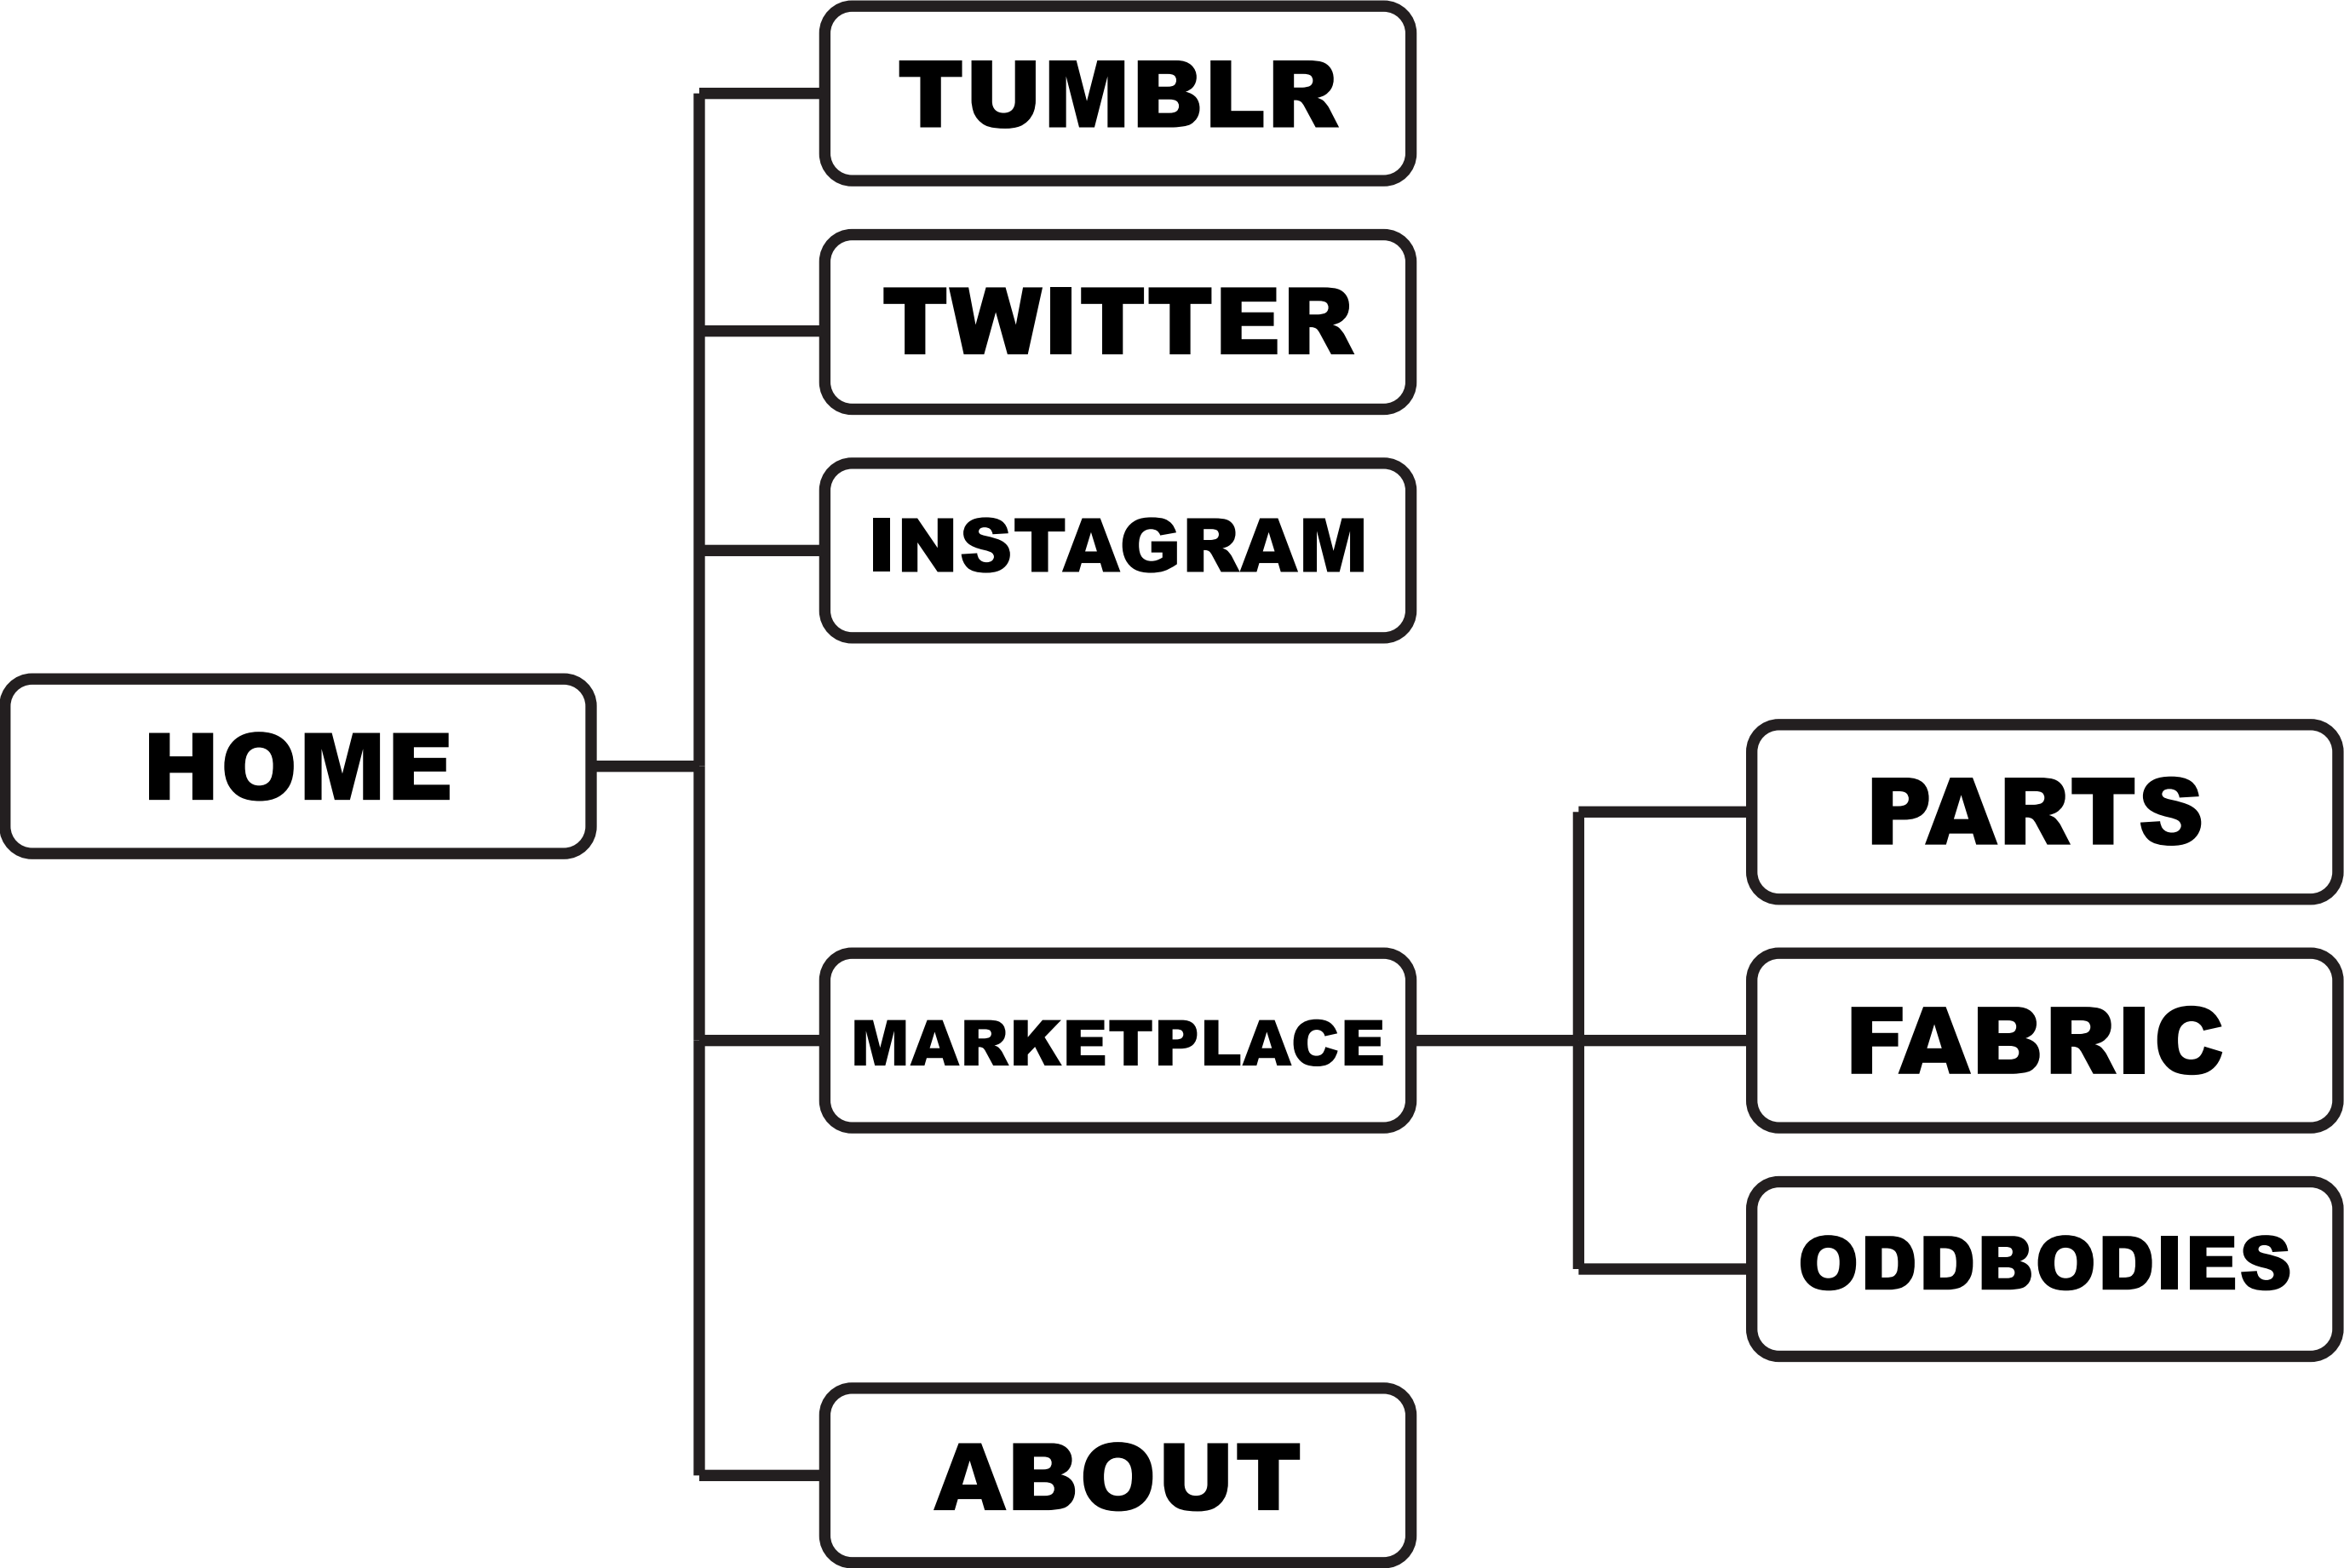 TUMBLR
TWITTER
INSTAGRAM
HOME
PARTS
MARKETPLACE
FABRIC
ODDBODIES
ABOUT